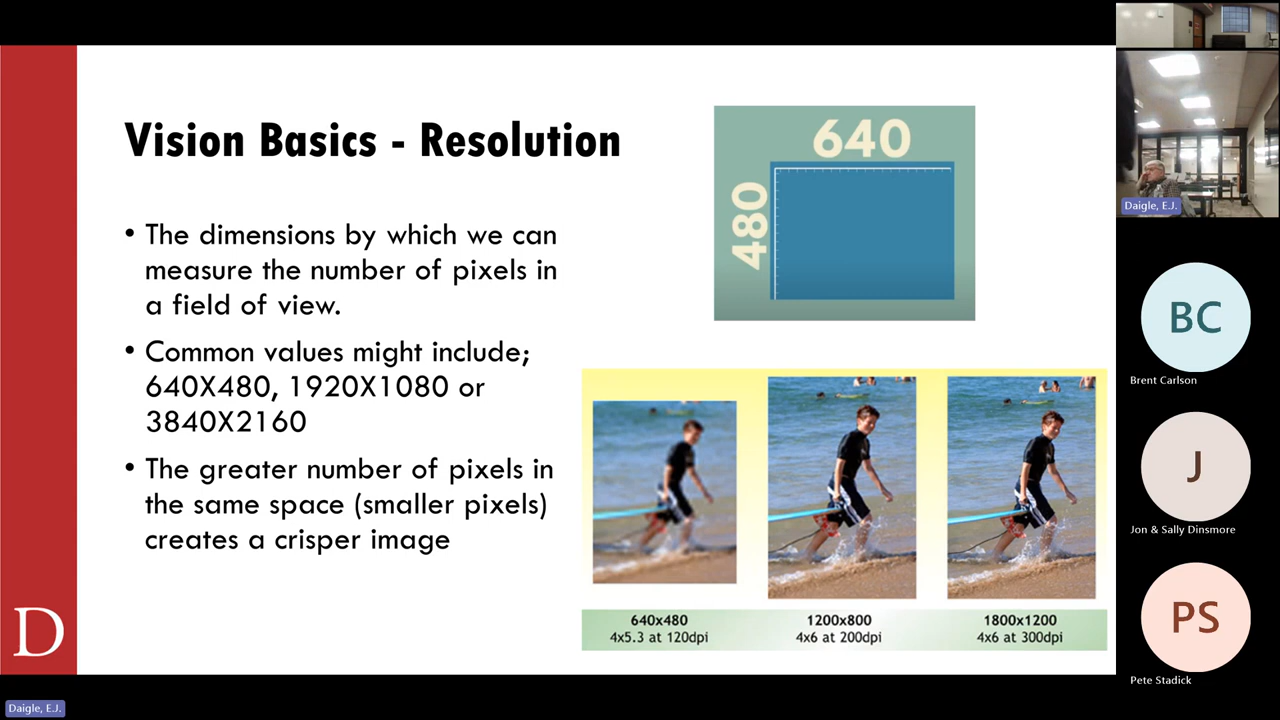 Vision Basics - Resolution
• The dimensions by which we can
measure the number of pixels in
a field of view.
• Common values might include;
640X480, 1920X1080 or
3840X2160
• The greater number of pixels in
the same space (smaller pixels)
creates a crisper image
640
480
640x480
4x5.3 at 120dpi
1200x800
4x6 at 200dpi
1800x1200
4x6 at 300dpi
D
Daigle, E.J.
BC
Brent Carlson
J
Jon & Sally Dinsmore
PS
Pete Stadick
Daigle, E.J.